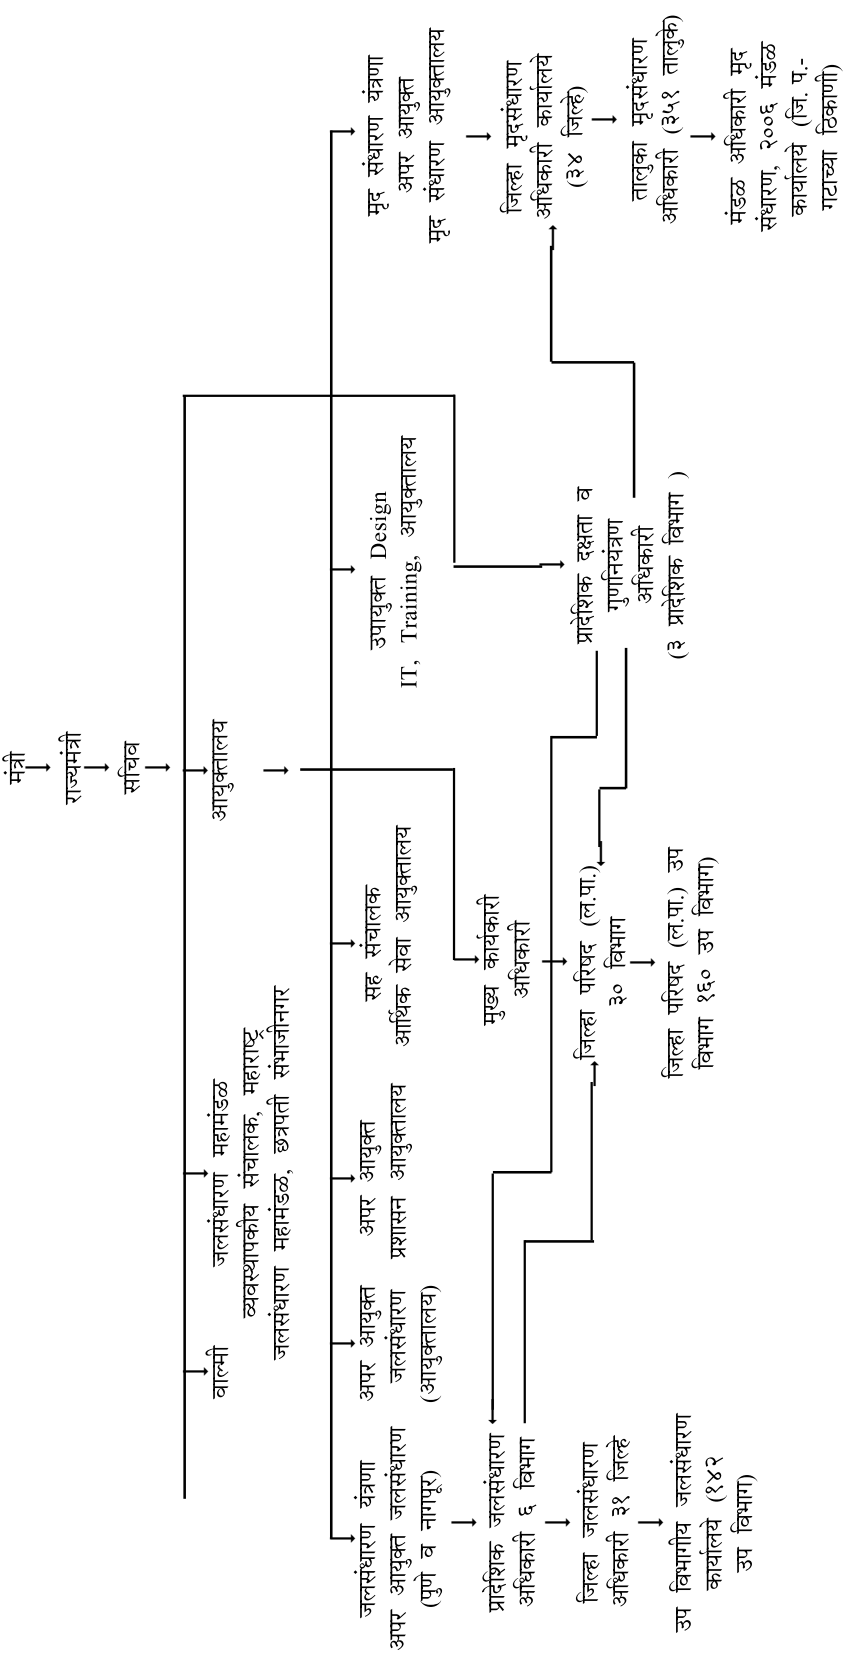 मंत्री
राज्यमंत्री
सचिव
वाल्मी
जलसंधारण महामंडळ
व्यवस्थापकीय संचालक, महाराष्ट्र
जलसंधारण महामंडळ, छत्रपती संभाजीनगर
आयुक्तालय
जलसंधारण यंत्रणा
अपर आयुक्त जलसंधारण
(पुणे व नागपूर)
अपर आयुक्त
जलसंधारण
(आयुक्तालय)
अपर आयुक्त
प्रशासन आयुक्तालय
सह संचालक
आर्थिक सेवा आयुक्तालय
उपायुक्त Design
IT, Training, आयुक्तालय
मृद संधारण यंत्रणा
अपर आयुक्त
मृद संधारण आयुक्तालय
प्रादेशिक जलसंधारण
अधिकारी ६ विभाग
मुख्य कार्यकारी
अधिकारी
जिल्हा मृदसंधारण
अधिकारी कार्यालये
(३४ जिल्हे)
जिल्हा जलसंधारण
अधिकारी ३१ जिल्हे
जिल्हा परिषद (ल.पा.)
३० विभाग
प्रादेशिक दक्षता व
गुणनियंत्रण
अधिकारी
(३ प्रादेशिक विभाग )
तालुका मृदसंधारण
अधिकारी (३५१ तालुके)
उप विभागीय जलसंधारण
कार्यालये (१४२
उप विभाग)
जिल्हा परिषद (ल.पा.) उप
विभाग १६० उप विभाग)
मंडळ अधिकारी मृद
संधारण, २००६ मंडळ
कार्यालये (जि. प.-
गटाच्या ठिकाणी)